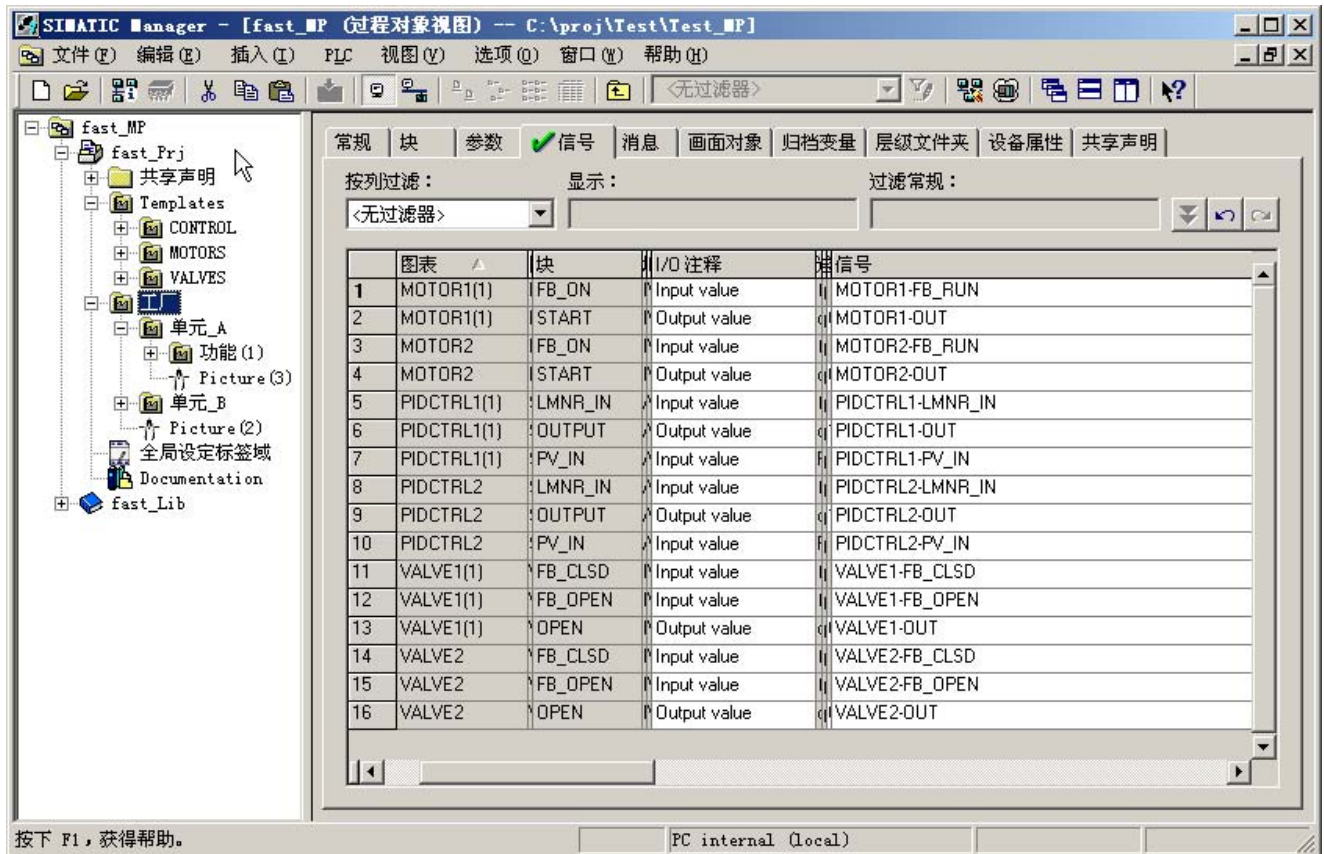 SIMATIC Manager - [fast_MP (过程对象视图) -- C:\proj\Test\Test_MP]
文件(F) 编辑(E) 插入(I) PLC 视图(V) 选项(O) 窗口(W) 帮助(H)
<无过滤器>
fast_MP
fast_Prj
共享声明
Templates
CONTROL
MOTORS
VALVES
工厂
单元_A
功能(1)
Picture(3)
单元_B
Picture(2)
全局设定标签域
Documentation
fast_Lib
常规 块 参数 信号 消息 画面对象 归档变量 层级文件夹 设备属性 共享声明
按列过滤： 显示： 过滤常规：
<无过滤器>
图表 块 I/O 注释 信号
1 MOTOR1(1) FB_ON Input value MOTOR1-FB_RUN
2 MOTOR1(1) START Output value MOTOR1-OUT
3 MOTOR2 FB_ON Input value MOTOR2-FB_RUN
4 MOTOR2 START Output value MOTOR2-OUT
5 PIDCTRL1(1) LMNR_IN Input value PIDCTRL1-LMNR_IN
6 PIDCTRL1(1) OUTPUT Output value PIDCTRL1-OUT
7 PIDCTRL1(1) PV_IN Input value PIDCTRL1-PV_IN
8 PIDCTRL2 LMNR_IN Input value PIDCTRL2-LMNR_IN
9 PIDCTRL2 OUTPUT Output value PIDCTRL2-OUT
10 PIDCTRL2 PV_IN Input value PIDCTRL2-PV_IN
11 VALVE1(1) FB_CLSD Input value VALVE1-FB_CLSD
12 VALVE1(1) FB_OPEN Input value VALVE1-FB_OPEN
13 VALVE1(1) OPEN Output value VALVE1-OUT
14 VALVE2 FB_CLSD Input value VALVE2-FB_CLSD
15 VALVE2 FB_OPEN Input value VALVE2-FB_OPEN
16 VALVE2 OPEN Output value VALVE2-OUT
按下 F1，获得帮助。 PC internal (local)